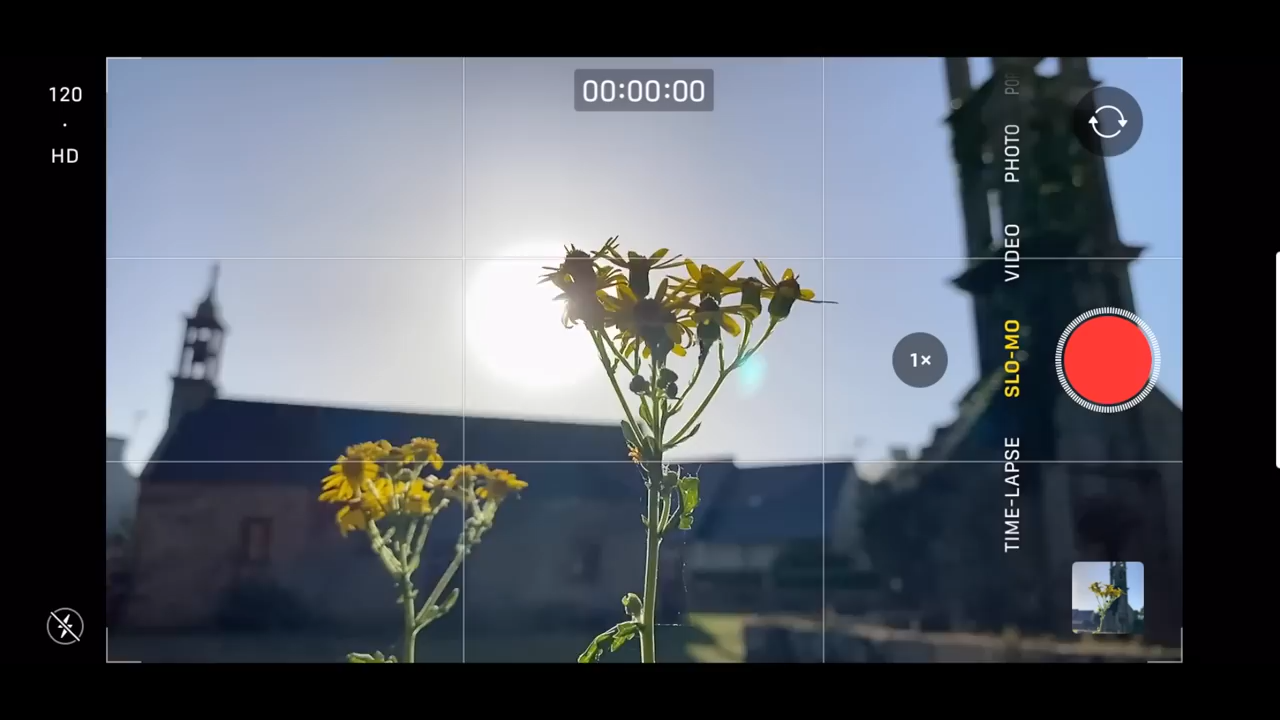 120
·
HD
00:00:00
PHOTO
VIDEO
SLO-MO
TIME-LAPSE
1×